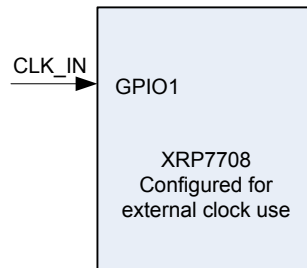 CLK_IN
GPIO1
XRP7708
Configured for
external clock use